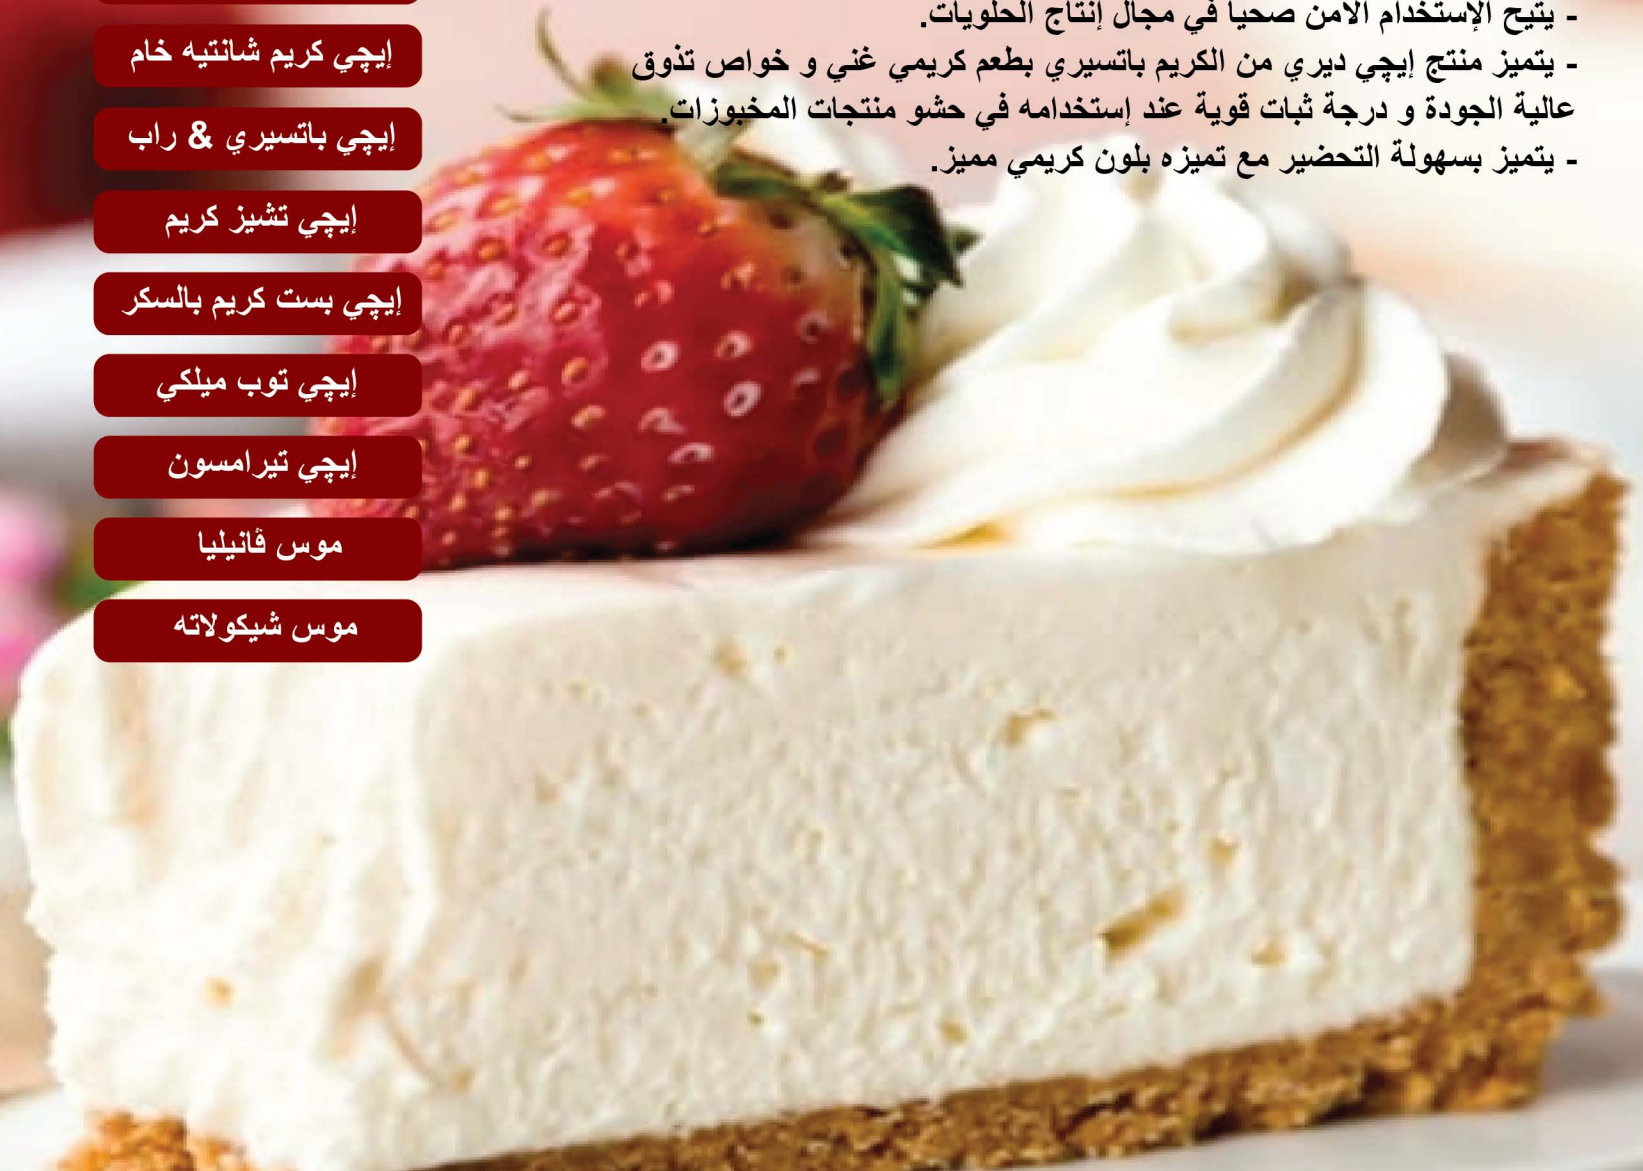 - يتيح الإستخدام الآمن صحياً في مجال إنتاج الحلويات.
- يتميز منتج إيچي ديري من الكريم باتسيري بطعم كريمي غني و خواص تذوق
عالية الجودة و درجة ثبات قوية عند إستخدامه في حشو منتجات المخبوزات.
- يتميز بسهولة التحضير مع تميزه بلون كريمي مميز.
إيچي كريم شانتيه خام
إيچي باتسيري & راب
إيچي تشيز كريم
إيچي بست كريم بالسكر
إيچي توب ميلكي
إيچي تيرامسون
موس ڤانيليا
موس شيكولاته